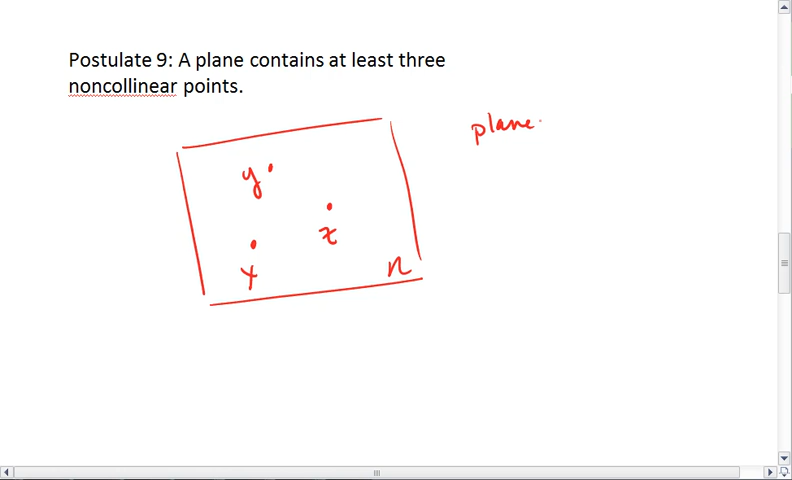 Postulate 9: A plane contains at least three
noncollinear points.
plane
y
z
x
n